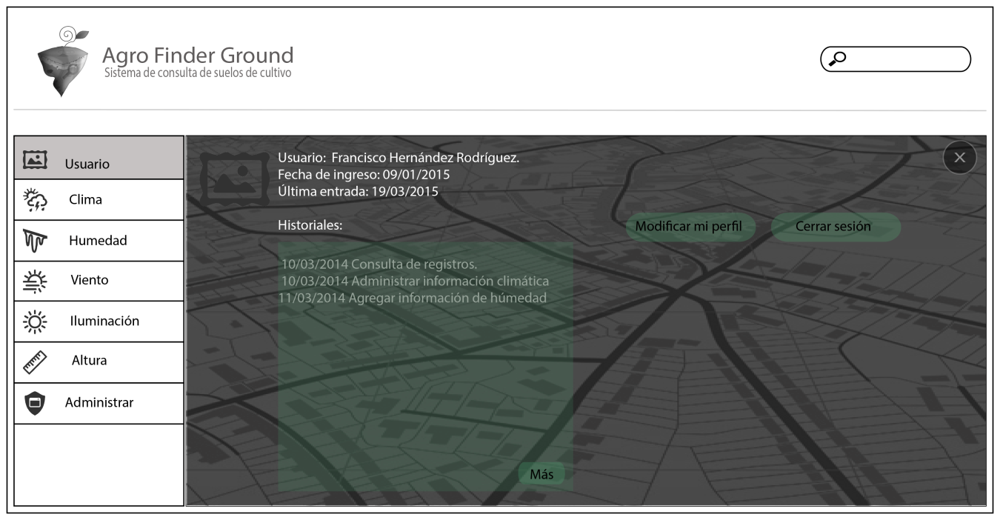 Agro Finder Ground
Sistema de consulta de suelos de cultivo
Usuario
Clima
Humedad
Viento
Iluminación
Altura
Administrar
Usuario: Francisco Hernández Rodríguez.
Fecha de ingreso: 09/01/2015
Última entrada: 19/03/2015
Historiales:
10/03/2014 Consulta de registros.
10/03/2014 Administrar información climática
11/03/2014 Agregar información de húmedad
Más
Modificar mi perfil
Cerrar sesión